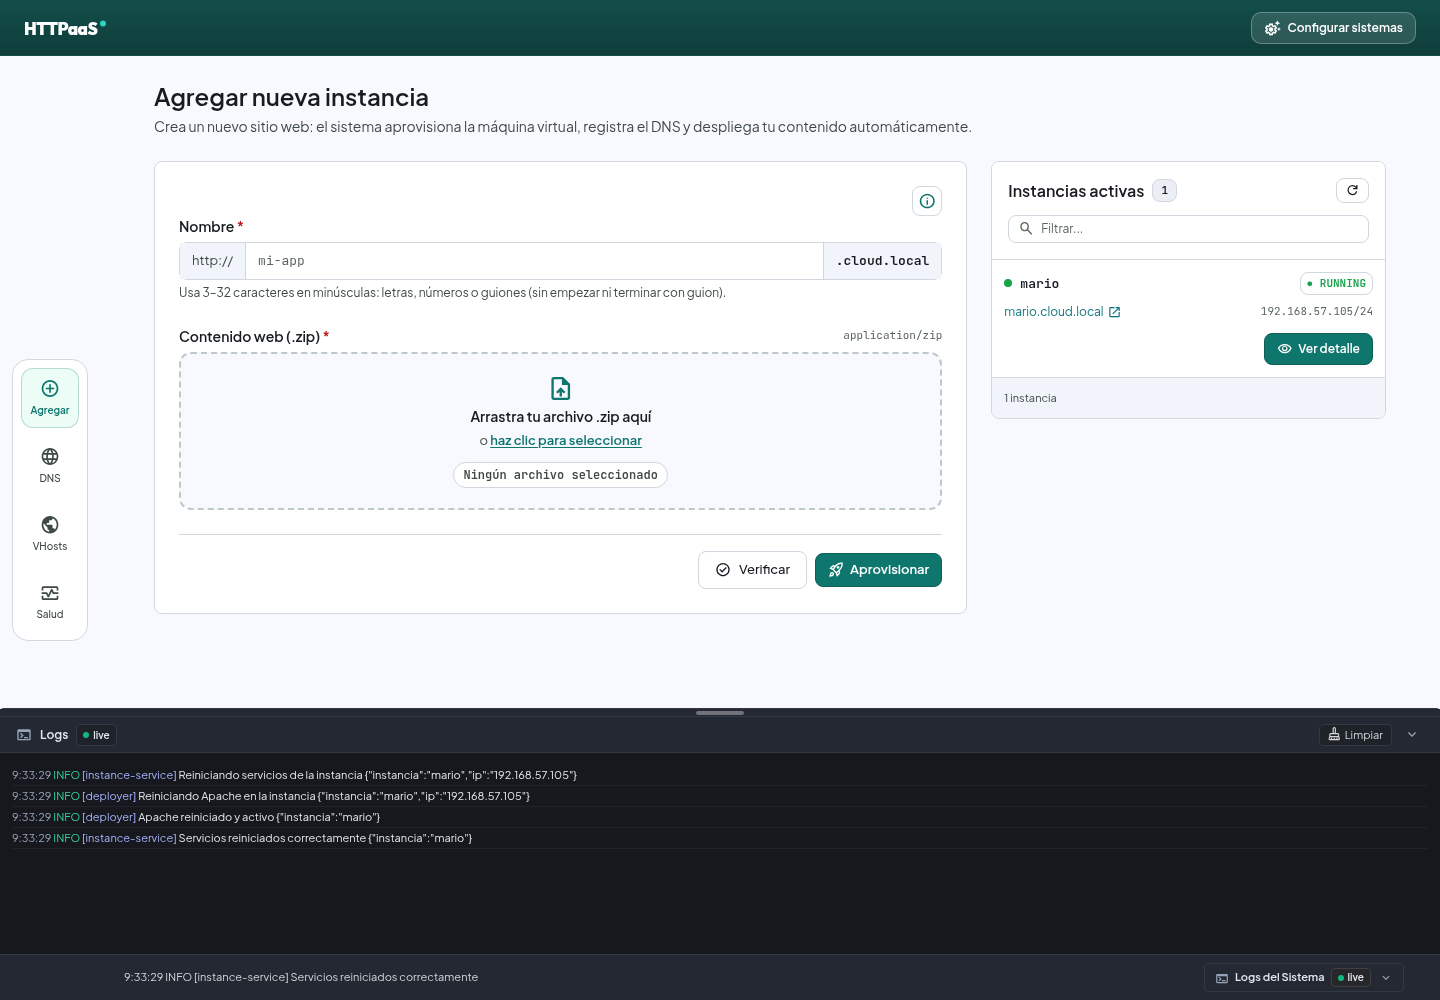 HTTPaaS
Configurar sistemas
Agregar nueva instancia
Crea un nuevo sitio web: el sistema aprovisiona la máquina virtual, registra el DNS y despliega tu contenido automáticamente.
Nombre *
http://
mi-app
.cloud.local
Usa 3–32 caracteres en minúsculas: letras, números o guiones (sin empezar ni terminar con guion).
Contenido web (.zip) *
application/zip
Arrastra tu archivo .zip aquí
o haz clic para seleccionar
Ningún archivo seleccionado
Verificar
Aprovisionar
Instancias activas
1
Filtrar...
mario
RUNNING
mario.cloud.local
192.168.57.105/24
Ver detalle
1 instancia
Agregar
DNS
VHosts
Salud
Logs
live
Limpiar
9:33:29 INFO [instance-service] Reiniciando servicios de la instancia {"instancia":"mario","ip":"192.168.57.105"}
9:33:29 INFO [deployer] Reiniciando Apache en la instancia {"instancia":"mario","ip":"192.168.57.105"}
9:33:29 INFO [deployer] Apache reiniciado y activo {"instancia":"mario"}
9:33:29 INFO [instance-service] Servicios reiniciados correctamente {"instancia":"mario"}
9:33:29 INFO [instance-service] Servicios reiniciados correctamente
Logs del Sistema
live